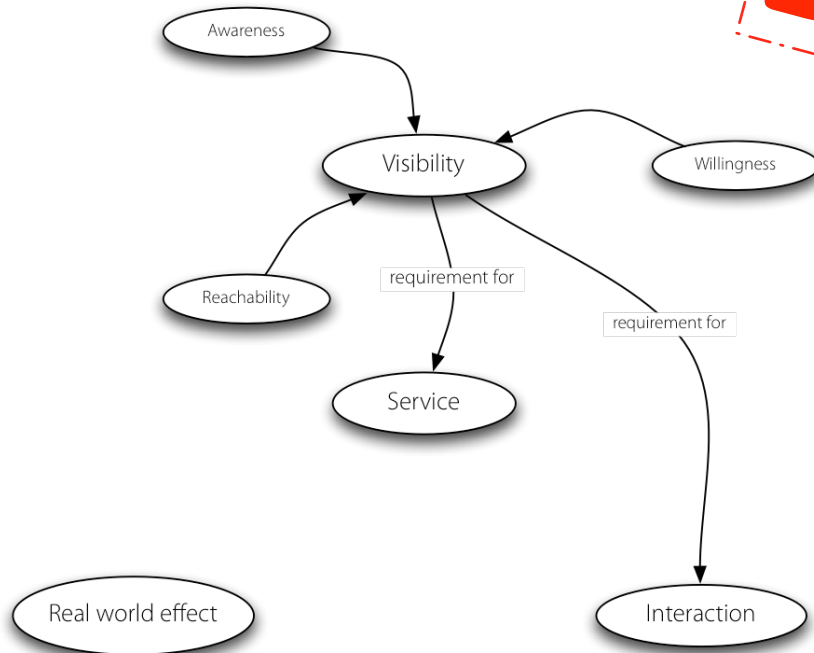 Awareness
Visibility
Willingness
requirement for
Reachability
requirement for
Service
Real world effect
Interaction